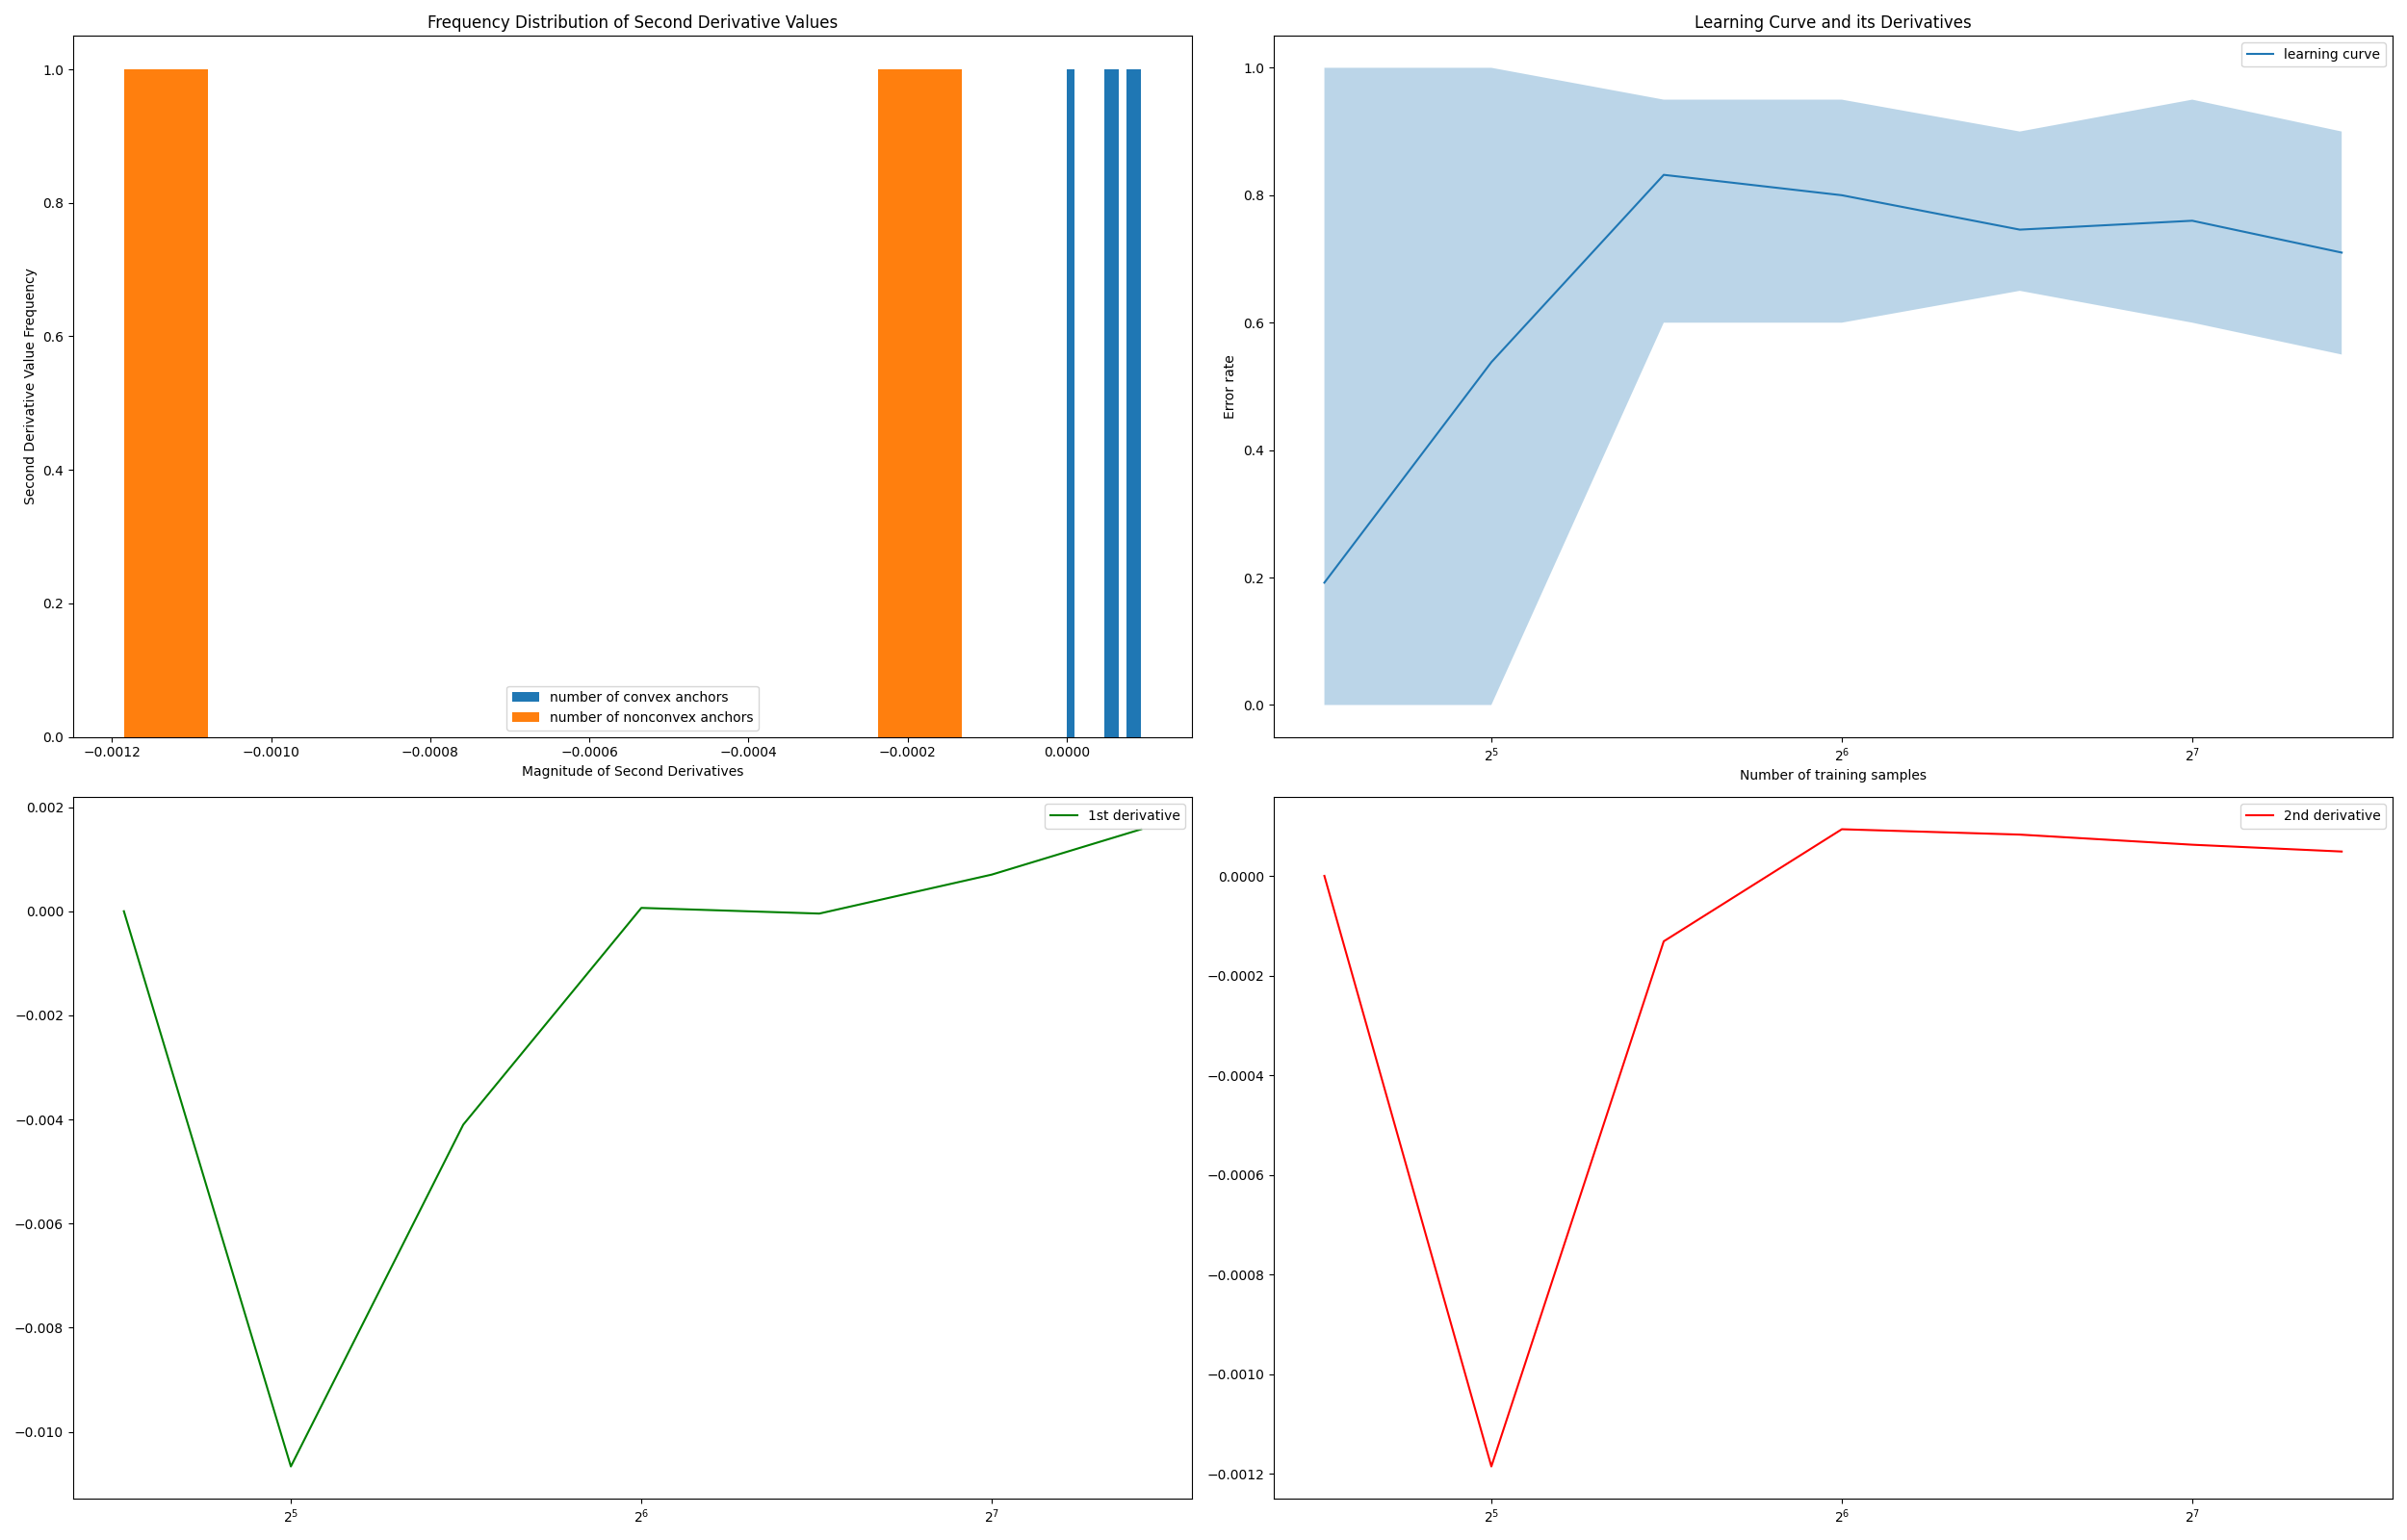 Frequency Distribution of Second Derivative Values
Second Derivative Value Frequency
1.0
0.8
0.6
0.4
0.2
0.0
number of convex anchors
number of nonconvex anchors
−0.0012 −0.0010 −0.0008 −0.0006 −0.0004 −0.0002 0.0000
Magnitude of Second Derivatives
Learning Curve and its Derivatives
learning curve
Error rate
1.0
0.8
0.6
0.4
0.2
0.0
2⁵ 2⁶ 2⁷
Number of training samples
1st derivative
0.002
0.000
−0.002
−0.004
−0.006
−0.008
−0.010
2⁵ 2⁶ 2⁷
2nd derivative
0.0000
−0.0002
−0.0004
−0.0006
−0.0008
−0.0010
−0.0012
2⁵ 2⁶ 2⁷